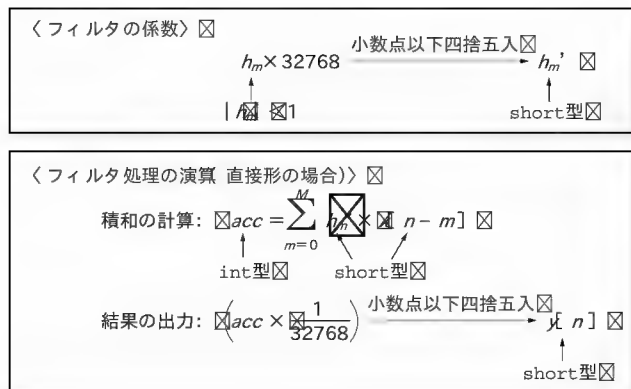 〈フィルタの係数〉
hm×32768 小数点以下四捨五入 hm'
| <1 short型
〈フィルタ処理の演算 直接形の場合)〉
積和の計算: acc = M∑m=0 × [n−m]
int型 short型
結果の出力: (acc × 1/32768) 小数点以下四捨五入 y[n]
short型